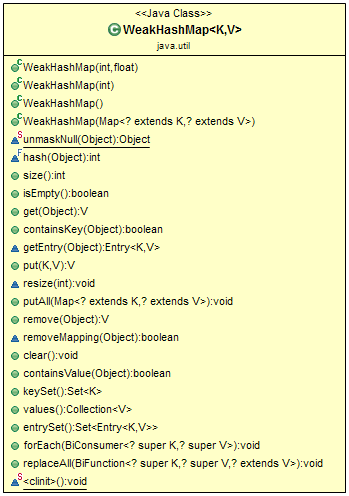 <<Java Class>>
C WeakHashMap<K,V>
java.util
C WeakHashMap(int,float)
C WeakHashMap(int)
C WeakHashMap()
C WeakHashMap(Map<? extends K,? extends V>)
S unmaskNull(Object):Object
F hash(Object):int
size():int
isEmpty():boolean
get(Object):V
containsKey(Object):boolean
getEntry(Object):Entry<K,V>
put(K,V):V
resize(int):void
putAll(Map<? extends K,? extends V>):void
remove(Object):V
removeMapping(Object):boolean
clear():void
containsValue(Object):boolean
keySet():Set<K>
values():Collection<V>
entrySet():Set<Entry<K,V>>
forEach(BiConsumer<? super K,? super V>):void
replaceAll(BiFunction<? super K,? super V,? extends V>):void
S <clinit>():void